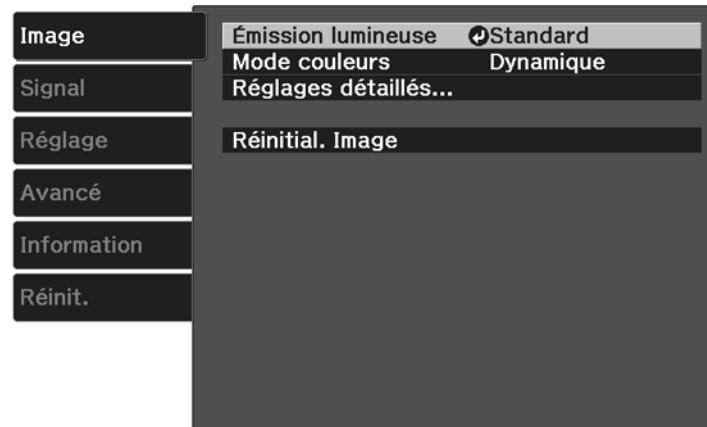 Image
Signal
Réglage
Avancé
Information
Réinit.
Émission lumineuse Standard
Mode couleurs Dynamique
Réglages détaillés...
Réinitial. Image